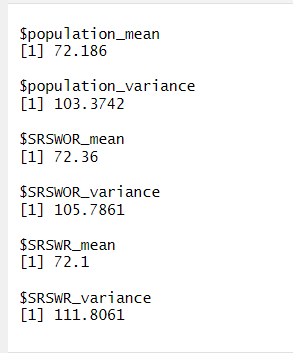 $population_mean
[1] 72.186
$population_variance
[1] 103.3742
$SRSWOR_mean
[1] 72.36
$SRSWOR_variance
[1] 105.7861
$SRSWR_mean
[1] 72.1
$SRSWR_variance
[1] 111.8061